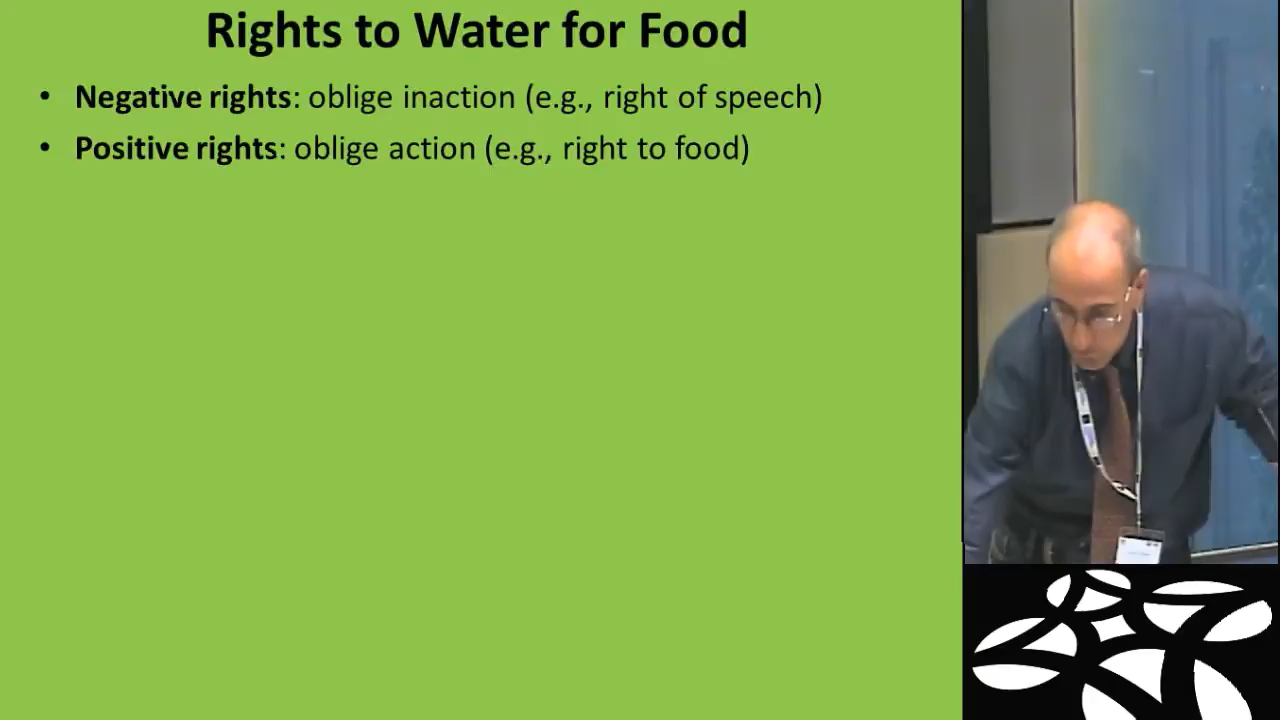 Rights to Water for Food
• Negative rights: oblige inaction (e.g., right of speech)
• Positive rights: oblige action (e.g., right to food)